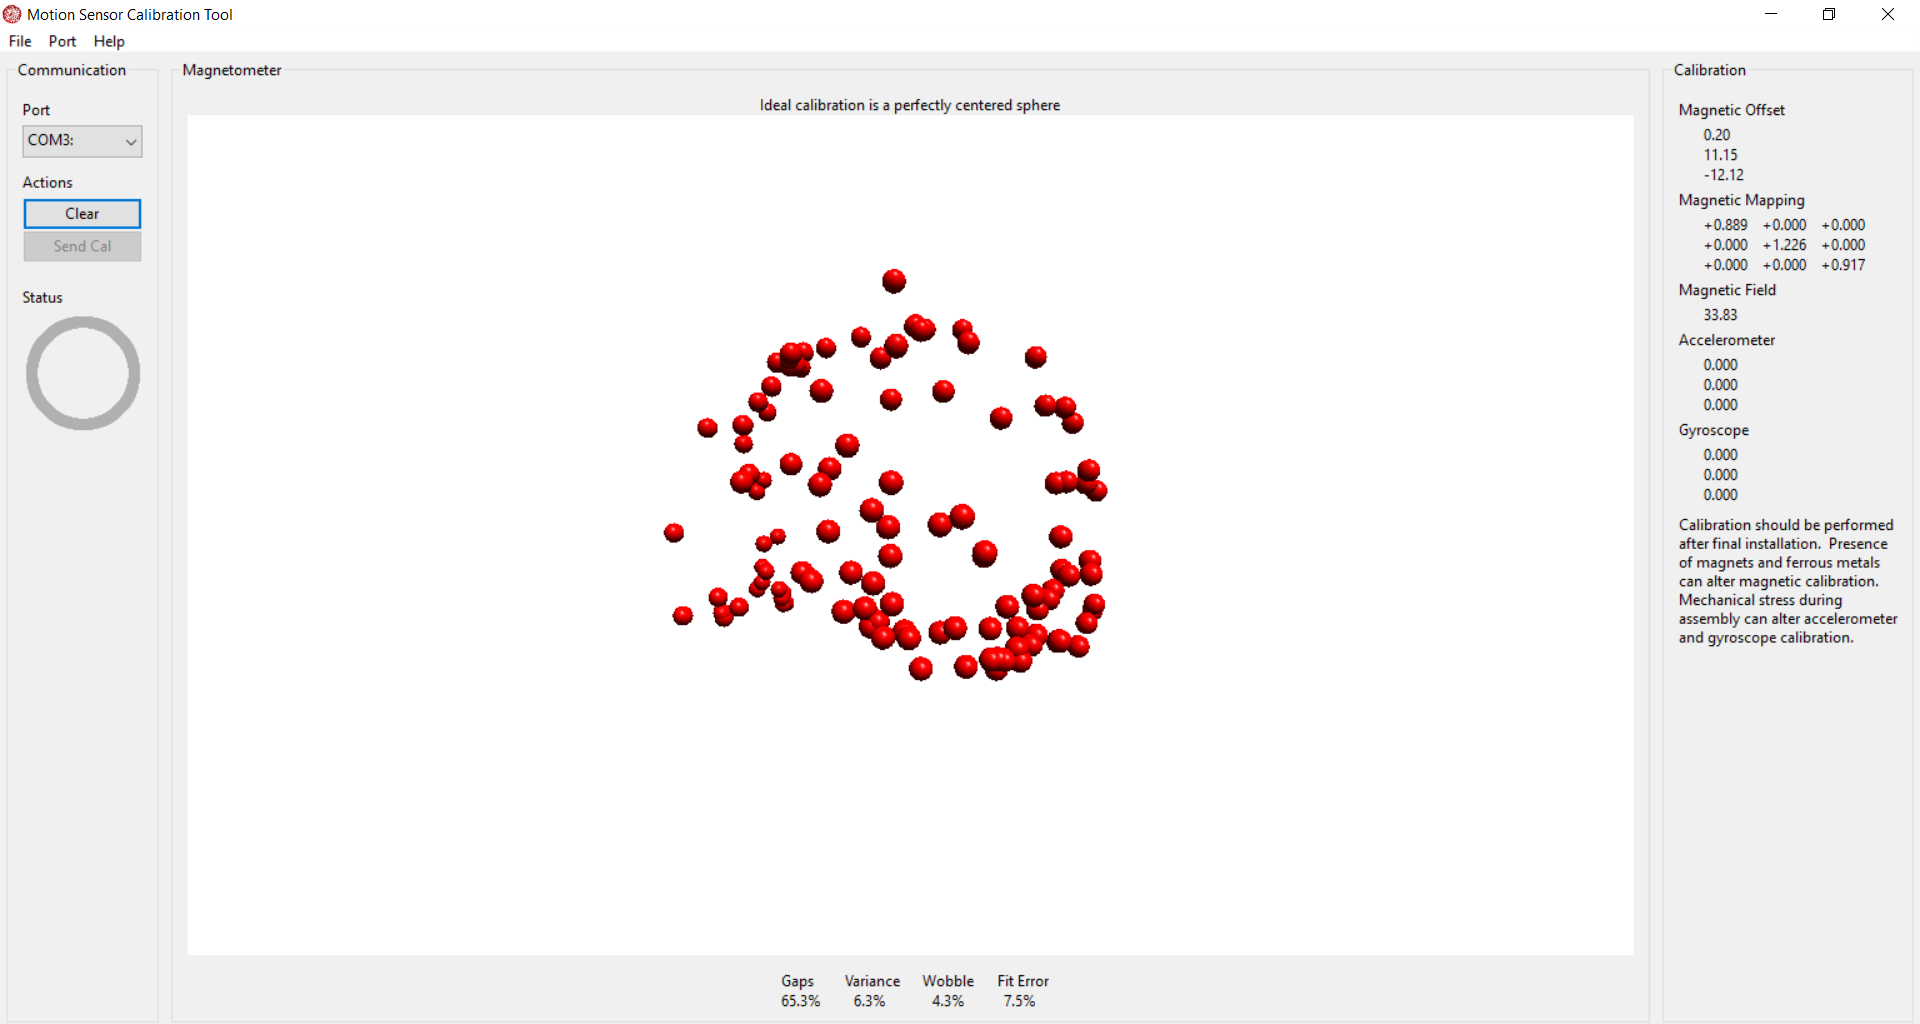 Motion Sensor Calibration Tool
File Port Help
Communication
Port
COM3:
Actions
Clear
Send Cal
Status
Magnetometer
Ideal calibration is a perfectly centered sphere
Gaps Variance Wobble Fit Error
65.3% 6.3% 4.3% 7.5%
Calibration
Magnetic Offset
0.20
11.15
-12.12
Magnetic Mapping
+0.889 +0.000 +0.000
+0.000 +1.226 +0.000
+0.000 +0.000 +0.917
Magnetic Field
33.83
Accelerometer
0.000
0.000
0.000
Gyroscope
0.000
0.000
0.000
Calibration should be performed
after final installation. Presence
of magnets and ferrous metals
can alter magnetic calibration.
Mechanical stress during
assembly can alter accelerometer
and gyroscope calibration.